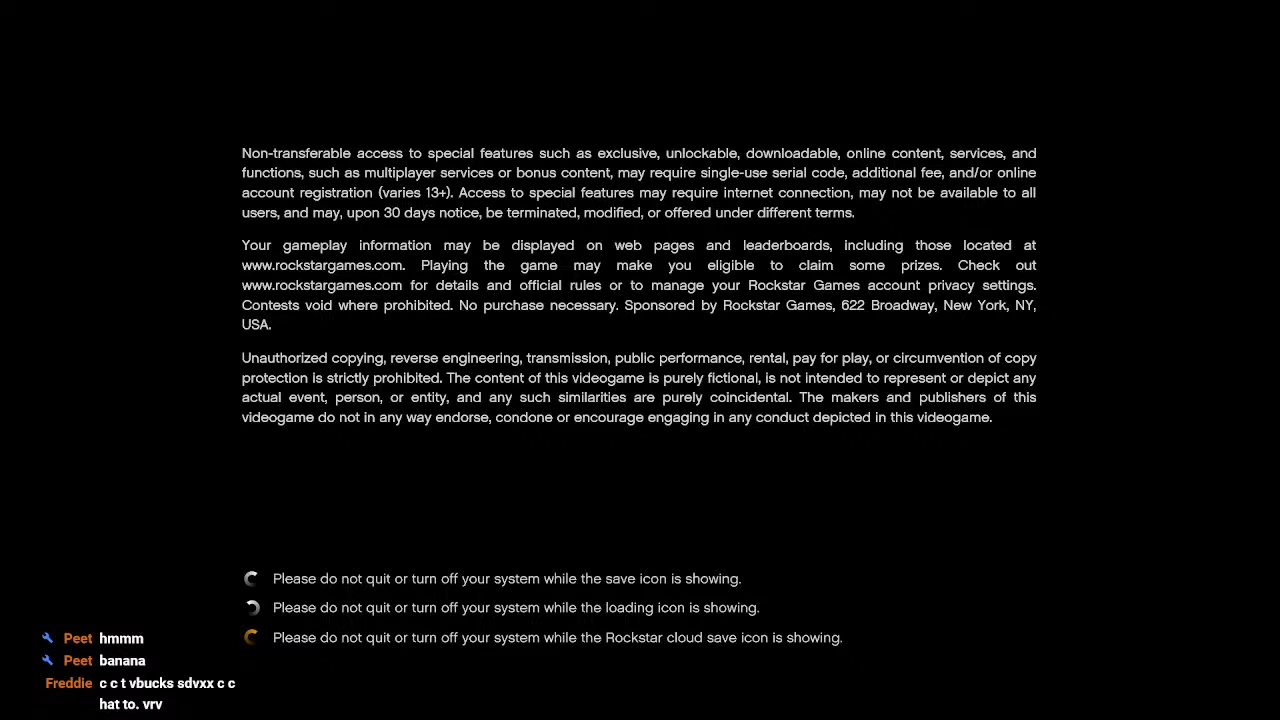 Non-transferable access to special features such as exclusive, unlockable, downloadable, online content, services, and
functions, such as multiplayer services or bonus content, may require single-use serial code, additional fee, and/or online
account registration (varies 13+). Access to special features may require internet connection, may not be available to all
users, and may, upon 30 days notice, be terminated, modified, or offered under different terms.
Your gameplay information may be displayed on web pages and leaderboards, including those located at
www.rockstargames.com. Playing the game may make you eligible to claim some prizes. Check out
www.rockstargames.com for details and official rules or to manage your Rockstar Games account privacy settings.
Contests void where prohibited. No purchase necessary. Sponsored by Rockstar Games, 622 Broadway, New York, NY,
USA.
Unauthorized copying, reverse engineering, transmission, public performance, rental, pay for play, or circumvention of copy
protection is strictly prohibited. The content of this videogame is purely fictional, is not intended to represent or depict any
actual event, person, or entity, and any such similarities are purely coincidental. The makers and publishers of this
videogame do not in any way endorse, condone or encourage engaging in any conduct depicted in this videogame.
Please do not quit or turn off your system while the save icon is showing.
Please do not quit or turn off your system while the loading icon is showing.
Please do not quit or turn off your system while the Rockstar cloud save icon is showing.
Peet hmmm
Peet banana
Freddie c c t vbucks sdvxx c c
hat to. vrv